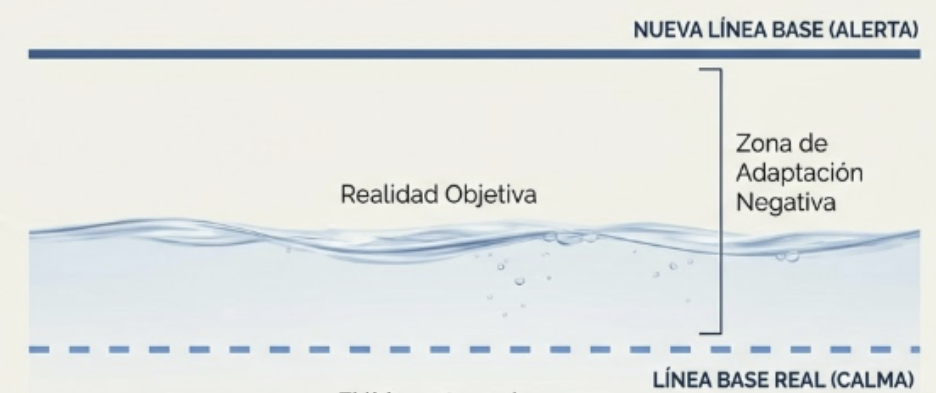 NUEVA LÍNEA BASE (ALERTA)
Zona de
Adaptación
Negativa
Realidad Objetiva
LÍNEA BASE REAL (CALMA)